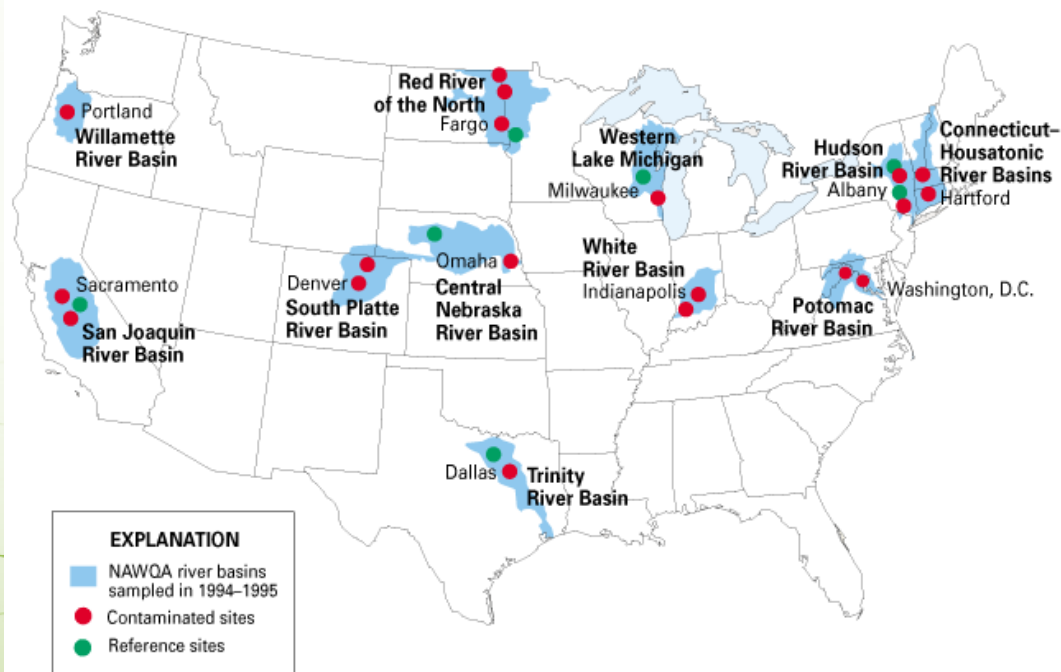 Portland
Willamette
River Basin
Red River
of the North
Fargo
Western
Lake Michigan
Milwaukee
Hudson
River Basin
Albany
Connecticut–
Housatonic
River Basins
Hartford
Sacramento
San Joaquin
River Basin
Denver
South Platte
River Basin
Omaha
Central
Nebraska
River Basin
White
River Basin
Indianapolis
Washington, D.C.
Potomac
River Basin
Dallas
Trinity
River Basin
EXPLANATION
NAWQA river basins
sampled in 1994–1995
Contaminated sites
Reference sites